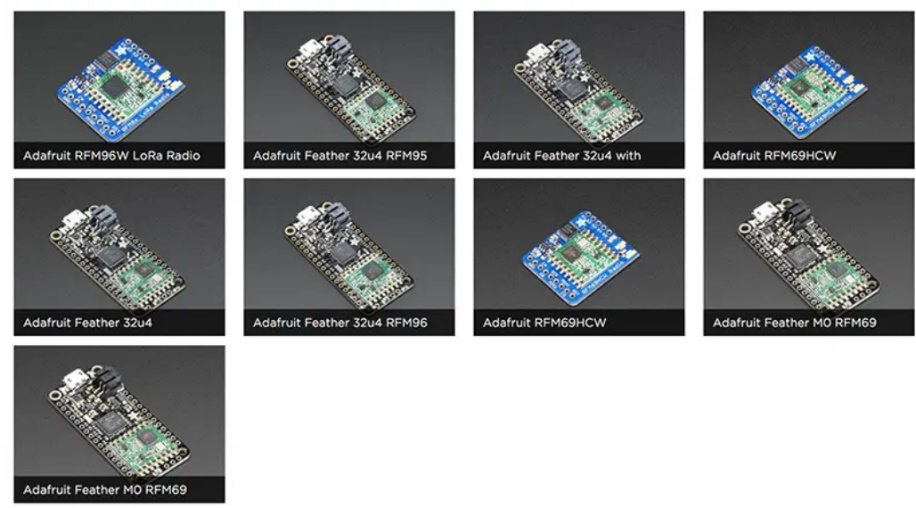 Adafruit RFM96W LoRa Radio
Adafruit Feather 32u4 RFM95
Adafruit Feather 32u4 with
Adafruit RFM69HCW
Adafruit Feather 32u4
Adafruit Feather 32u4 RFM96
Adafruit RFM69HCW
Adafruit Feather M0 RFM69
Adafruit Feather M0 RFM69